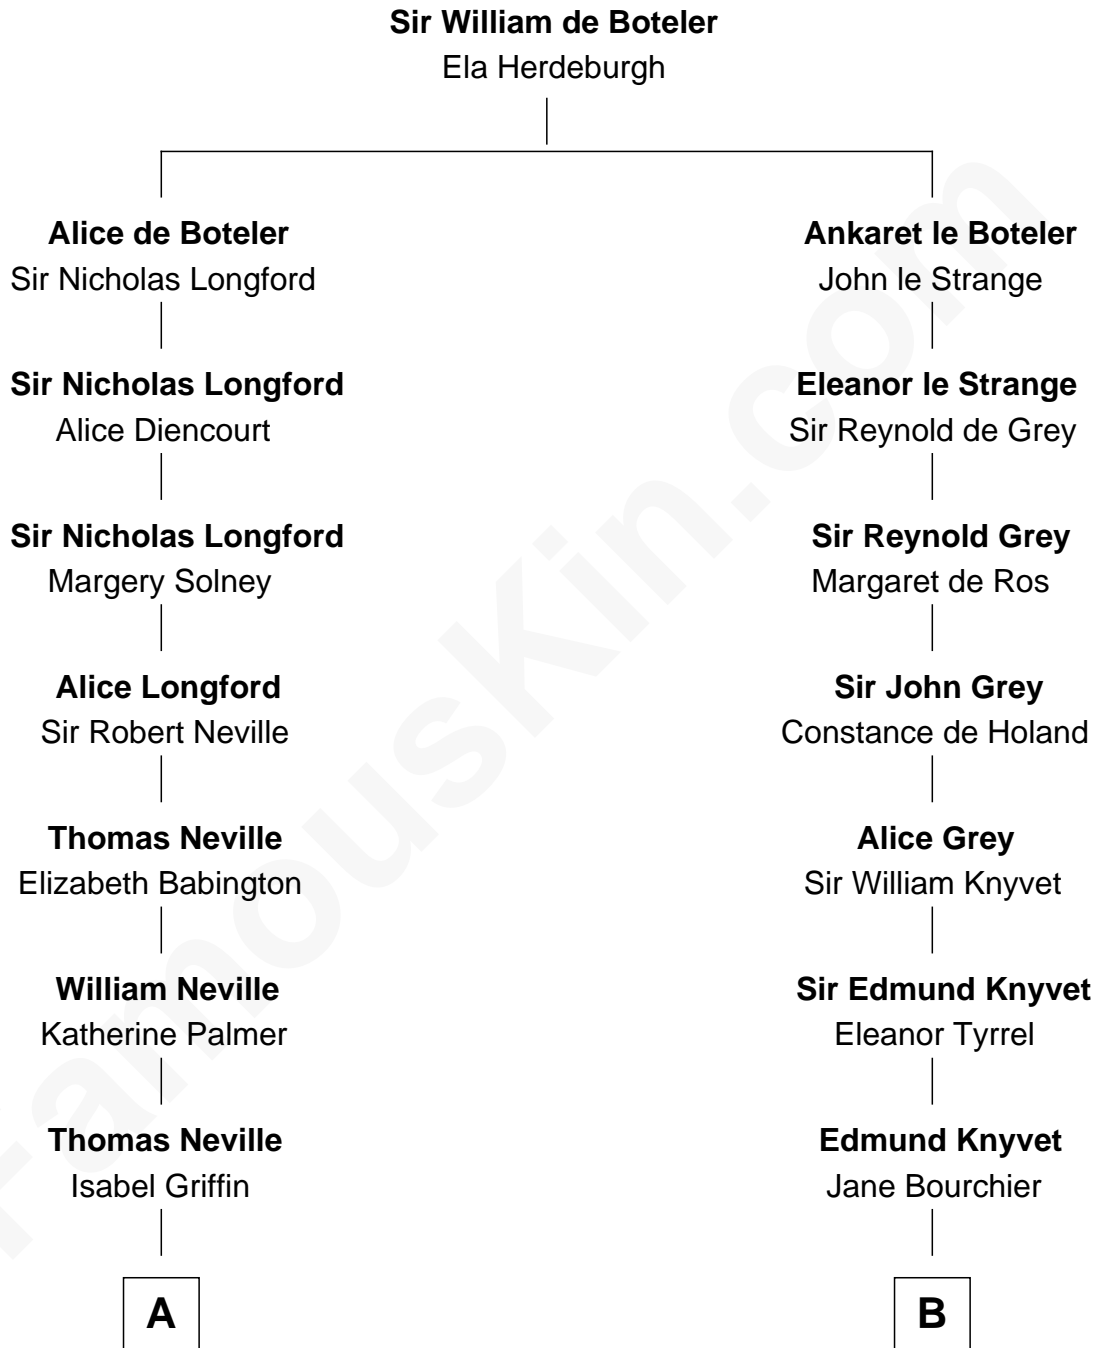 Sir William de Boteler
Ela Herdeburgh
Alice de Boteler
Sir Nicholas Longford
Ankaret le Boteler
John le Strange
Sir Nicholas Longford
Alice Diencourt
Eleanor le Strange
Sir Reynold de Grey
Sir Nicholas Longford
Margery Solney
Sir Reynold Grey
Margaret de Ros
Alice Longford
Sir Robert Neville
Sir John Grey
Constance de Holand
Thomas Neville
Elizabeth Babington
Alice Grey
Sir William Knyvet
William Neville
Katherine Palmer
Sir Edmund Knyvet
Eleanor Tyrrel
Thomas Neville
Isabel Griffin
Edmund Knyvet
Jane Bourchier
A
B
FamousKin.com